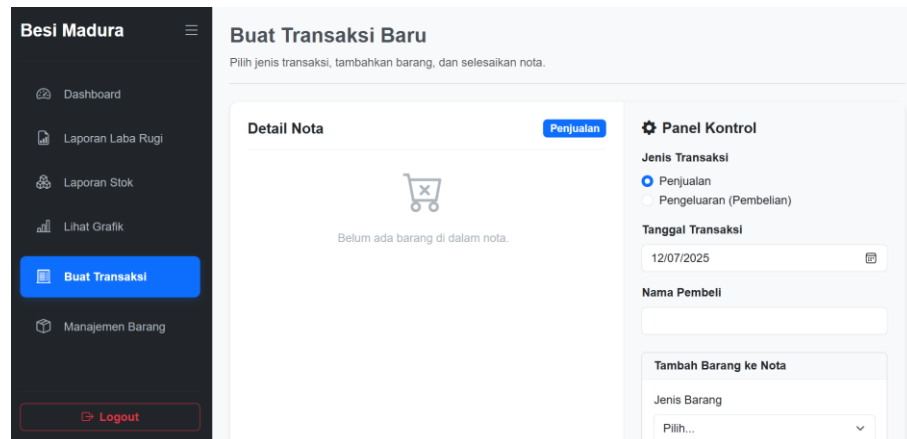 Besi Madura
Dashboard
Laporan Laba Rugi
Laporan Stok
Lihat Grafik
Buat Transaksi
Manajemen Barang
Logout
Buat Transaksi Baru
Pilih jenis transaksi, tambahkan barang, dan selesaikan nota.
Detail Nota
Penjualan
Belum ada barang di dalam nota.
Panel Kontrol
Jenis Transaksi
Penjualan
Pengeluaran (Pembelian)
Tanggal Transaksi
12/07/2025
Nama Pembeli
Tambah Barang ke Nota
Jenis Barang
Pilih...